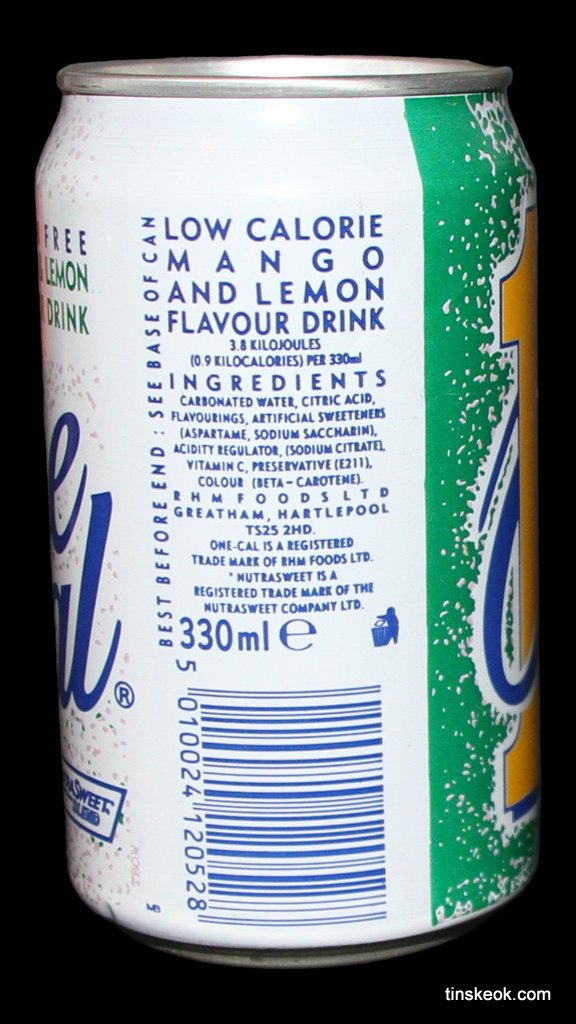 FREE
LEMON
DRINK
e
al®
RASWEET
BEST BEFORE END : SEE BASE OF CAN
LOW CALORIE
MANGO
AND LEMON
FLAVOUR DRINK
3.8 KILOJOULES
(0.9 KILOCALORIES) PER 330ml
INGREDIENTS
CARBONATED WATER, CITRIC ACID,
FLAVOURINGS, ARTIFICIAL SWEETENERS
(ASPARTAME, SODIUM SACCHARIN),
ACIDITY REGULATOR, (SODIUM CITRATE),
VITAMIN C, PRESERVATIVE (E211),
COLOUR (BETA-CAROTENE).
RHM FOODS LTD
GREATHAM, HARTLEPOOL
TS25 2HD.
ONE-CAL IS A REGISTERED
TRADE MARK OF RHM FOODS LTD.
* NUTRASWEET IS A
REGISTERED TRADE MARK OF THE
NUTRASWEET COMPANY LTD.
330ml e
5 010024 120528
TBOW
MB
tinskeok.com